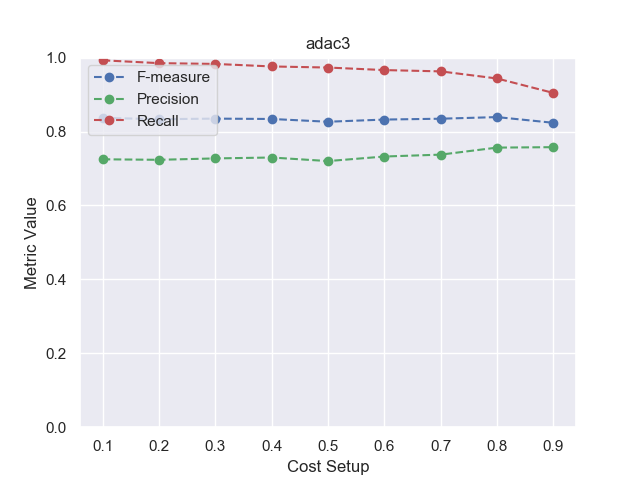 adac3
1.0
0.8
0.6
0.4
0.2
0.0
Metric Value
F-measure
Precision
Recall
0.1 0.2 0.3 0.4 0.5 0.6 0.7 0.8 0.9
Cost Setup